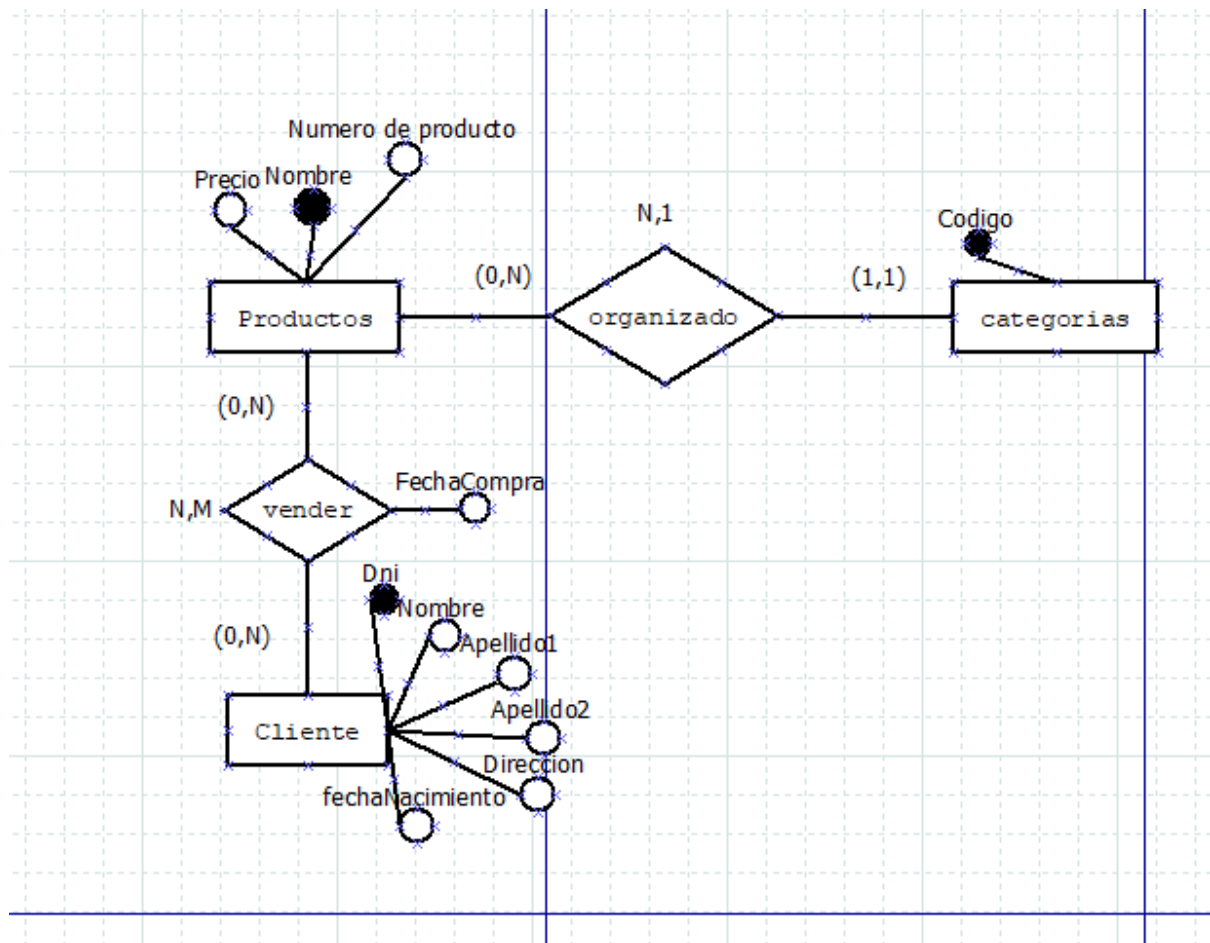 Numero de producto
Precio
Nombre
N,1
Codigo
(0,N)
(1,1)
Productos
organizado
categorias
(0,N)
FechaCompra
N,M
vender
Dni
Nombre
(0,N)
Apellido1
Apellido2
Cliente
Direccion
fechaNacimiento